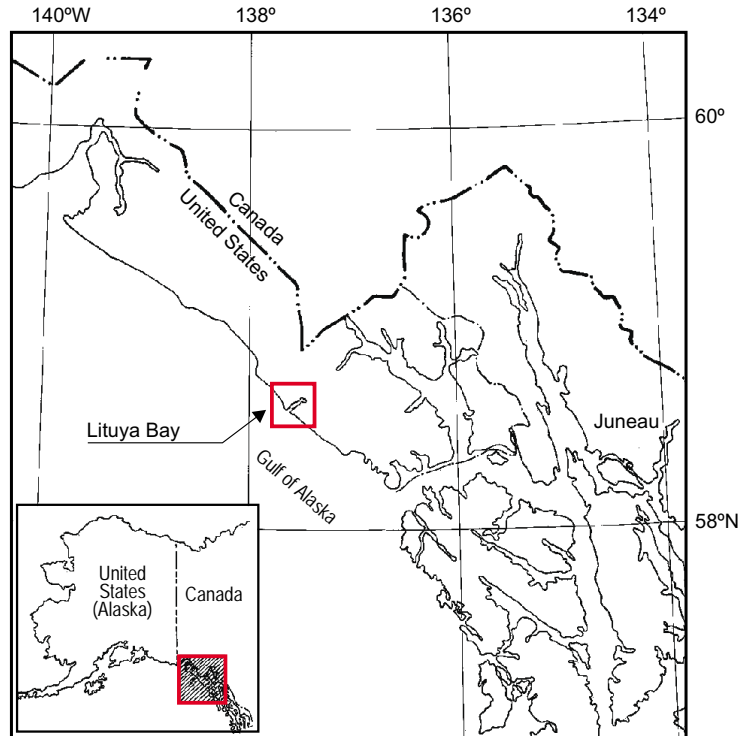 140ºW
138º
136º
134º
60º
Canada
United States
Lituya Bay
Juneau
Gulf of Alaska
58ºN
United
States
(Alaska)
Canada